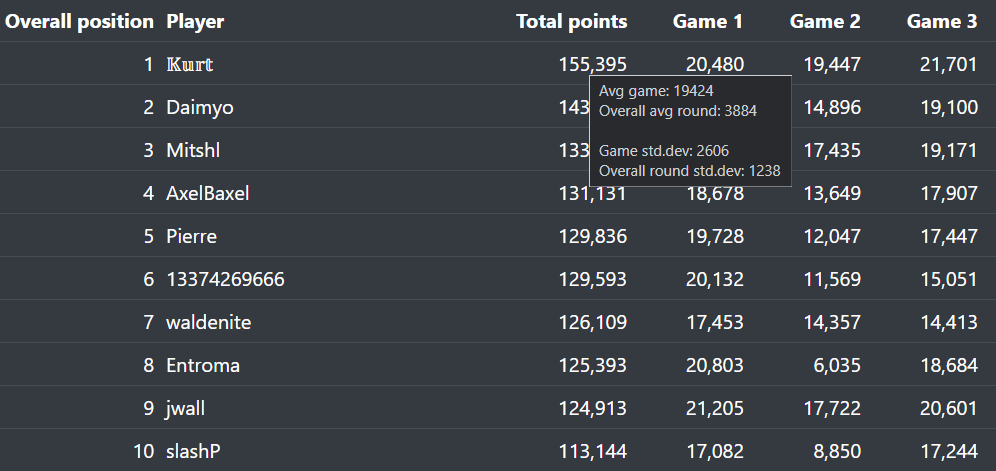 Overall position Player Total points Game 1 Game 2 Game 3
1 𝕂𝕦𝕣𝕥 155,395 20,480 19,447 21,701
Avg game: 19424
Overall avg round: 3884
Game std.dev: 2606
Overall round std.dev: 1238
2 Daimyo 143 14,896 19,100
3 Mitshl 133 17,435 19,171
4 AxelBaxel 131,131 18,678 13,649 17,907
5 Pierre 129,836 19,728 12,047 17,447
6 13374269666 129,593 20,132 11,569 15,051
7 waldenite 126,109 17,453 14,357 14,413
8 Entroma 125,393 20,803 6,035 18,684
9 jwall 124,913 21,205 17,722 20,601
10 slashP 113,144 17,082 8,850 17,244